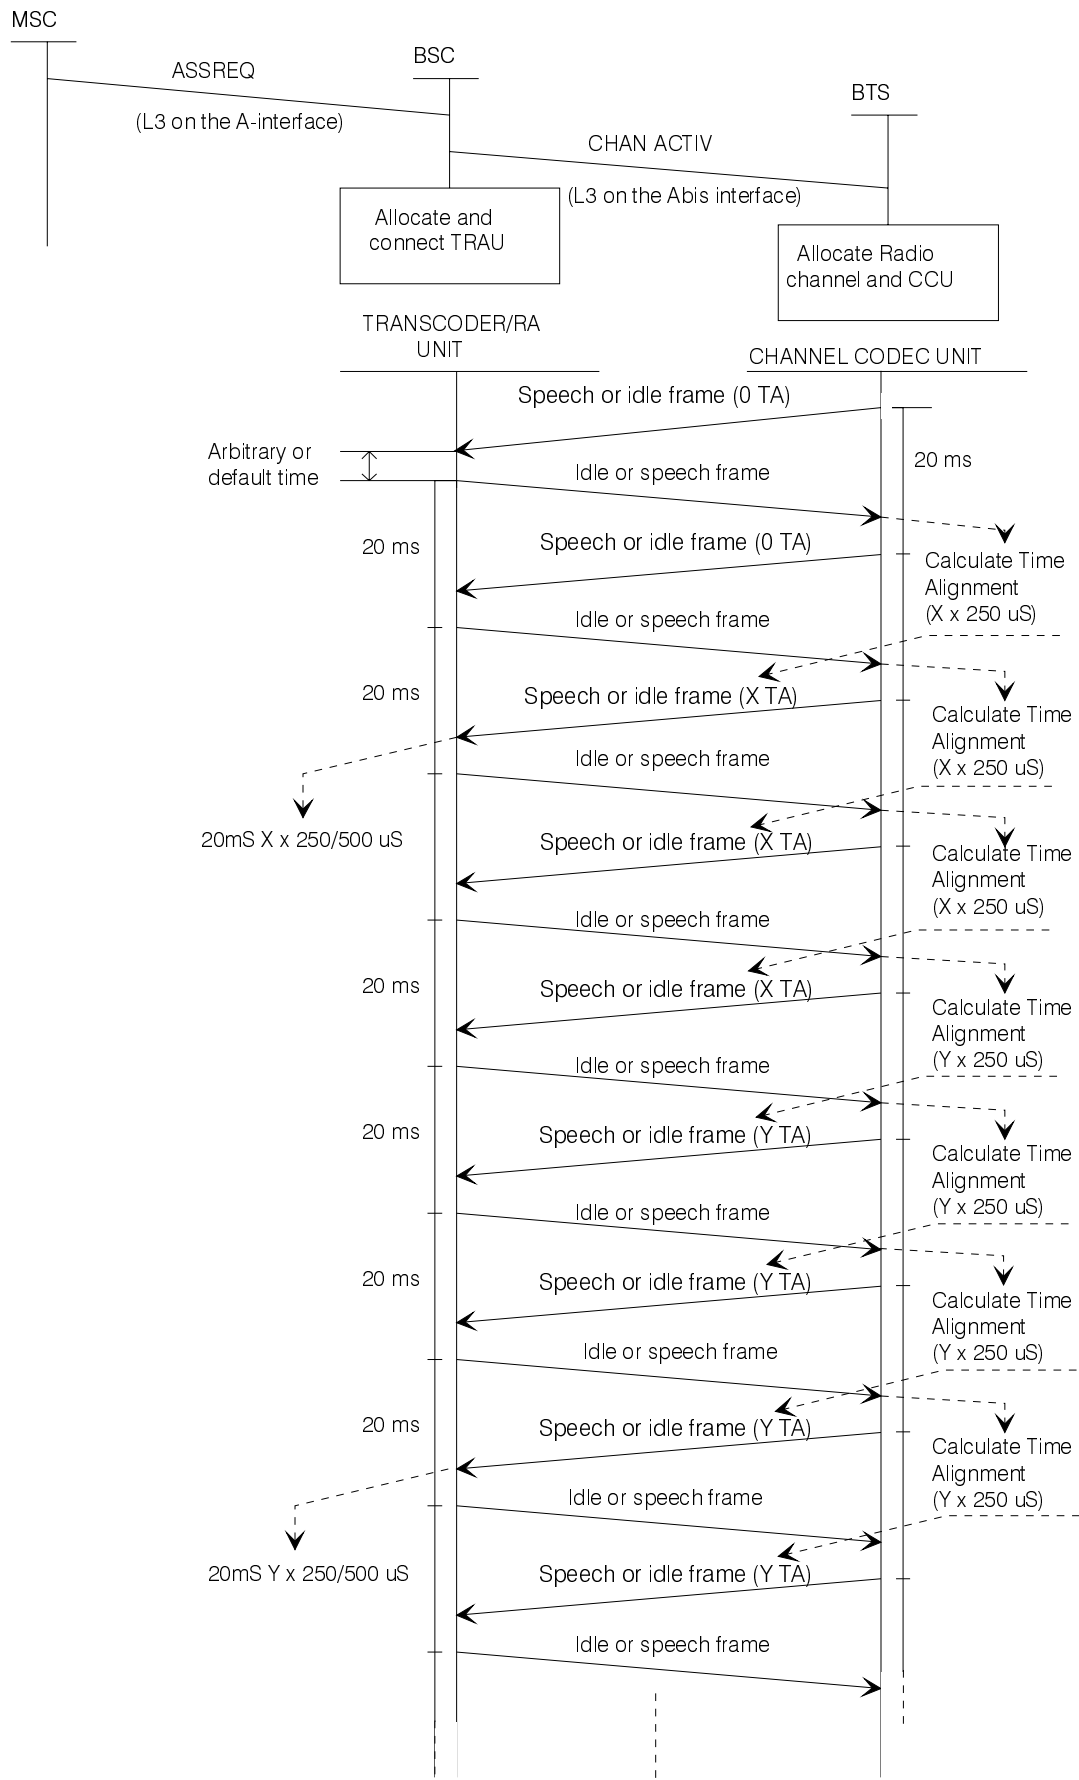 MSC
BSC
ASSREQ
BTS
(L3 on the A-interface)
CHAN ACTIV
(L3 on the Abis interface)
Allocate and
connect TRAU
Allocate Radio
channel and CCU
TRANSCODER/RA
UNIT
CHANNEL CODEC UNIT
Speech or idle frame (0 TA)
Arbitrary or
default time
20 ms
Idle or speech frame
20 ms
Speech or idle frame (0 TA)
Calculate Time
Alignment
(X x 250 uS)
Idle or speech frame
20 ms
Speech or idle frame (X TA)
Calculate Time
Alignment
(X x 250 uS)
Idle or speech frame
20mS X x 250/500 uS
Speech or idle frame (X TA)
Calculate Time
Alignment
(X x 250 uS)
Idle or speech frame
20 ms
Speech or idle frame (X TA)
Calculate Time
Alignment
(Y x 250 uS)
Idle or speech frame
20 ms
Speech or idle frame (Y TA)
Calculate Time
Alignment
(Y x 250 uS)
Idle or speech frame
20 ms
Speech or idle frame (Y TA)
Calculate Time
Alignment
(Y x 250 uS)
Idle or speech frame
20 ms
Speech or idle frame (Y TA)
Calculate Time
Alignment
(Y x 250 uS)
Idle or speech frame
20mS Y x 250/500 uS
Speech or idle frame (Y TA)
Idle or speech frame